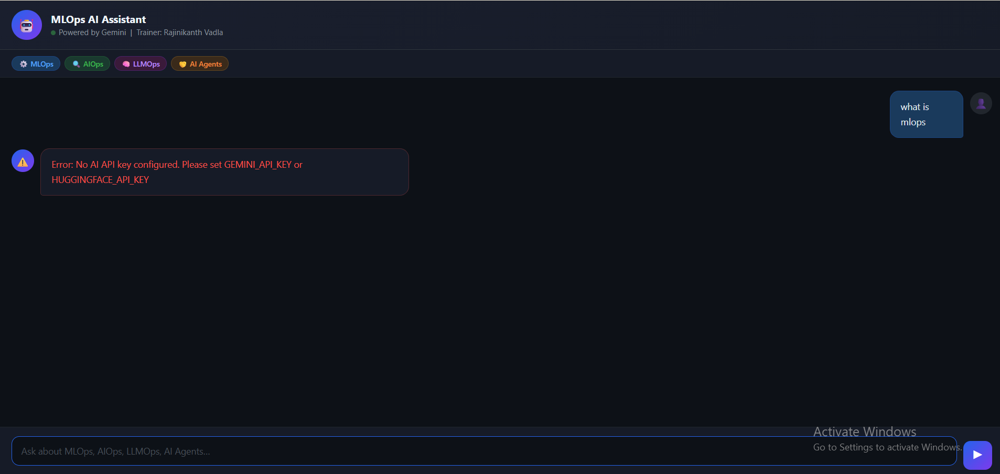 MLOps AI Assistant
Powered by Gemini | Trainer: Rajinikanth Vadla
MLOps AIOps LLMOps AI Agents
what is
mlops
Error: No AI API key configured. Please set GEMINI_API_KEY or
HUGGINGFACE_API_KEY
Activate Windows
Go to Settings to activate Windows.
Ask about MLOps, AIOps, LLMOps, AI Agents...